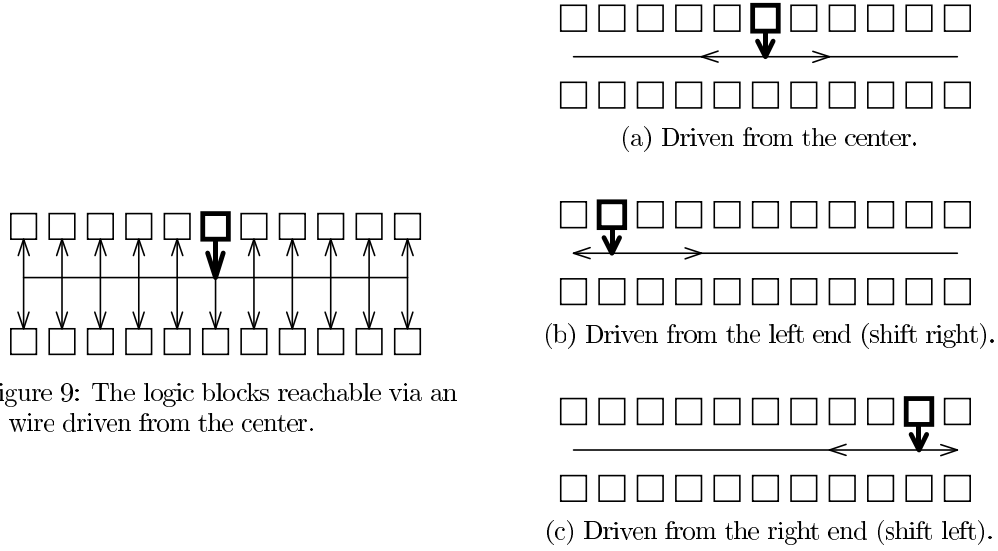 (a) Driven from the center.
(b) Driven from the left end (shift right).
igure 9: The logic blocks reachable via an
wire driven from the center.
(c) Driven from the right end (shift left).